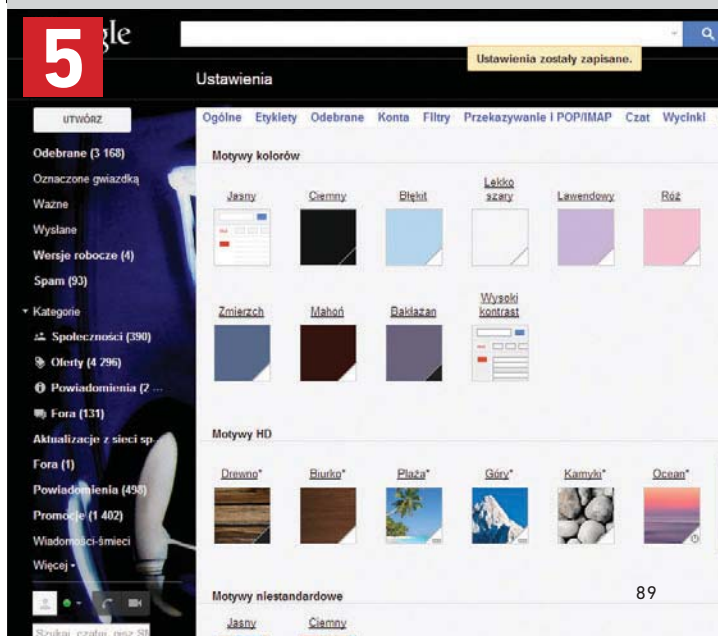 5
gle
Ustawienia zostały zapisane.
Ustawienia
UTWÓRZ
Ogólne Etykiety Odebrane Konta Filtry Przekazywanie i POP/IMAP Czat Wycinki
Odebrane (3 168)
Oznaczone gwiazdką
Ważne
Wysłane
Wersje robocze (4)
Spam (93)
Kategorie
Społeczności (390)
Oferty (4 296)
Powiadomienia (2 ...
Fora (131)
Aktualizacje z sieci sp..
Fora (1)
Powiadomienia (498)
Promocje (1 402)
Wiadomości-śmieci
Więcej
Motywy kolorów
Jasny Ciemny Błękit Lekko szary Lawendowy Róż
Zmierzch Mahoń Bakłażan Wysoki kontrast
Motywy HD
Drewno* Biurko* Plaża* Góry* Kamyki* Ocean*
Motywy niestandardowe
89
Jasny Ciemny